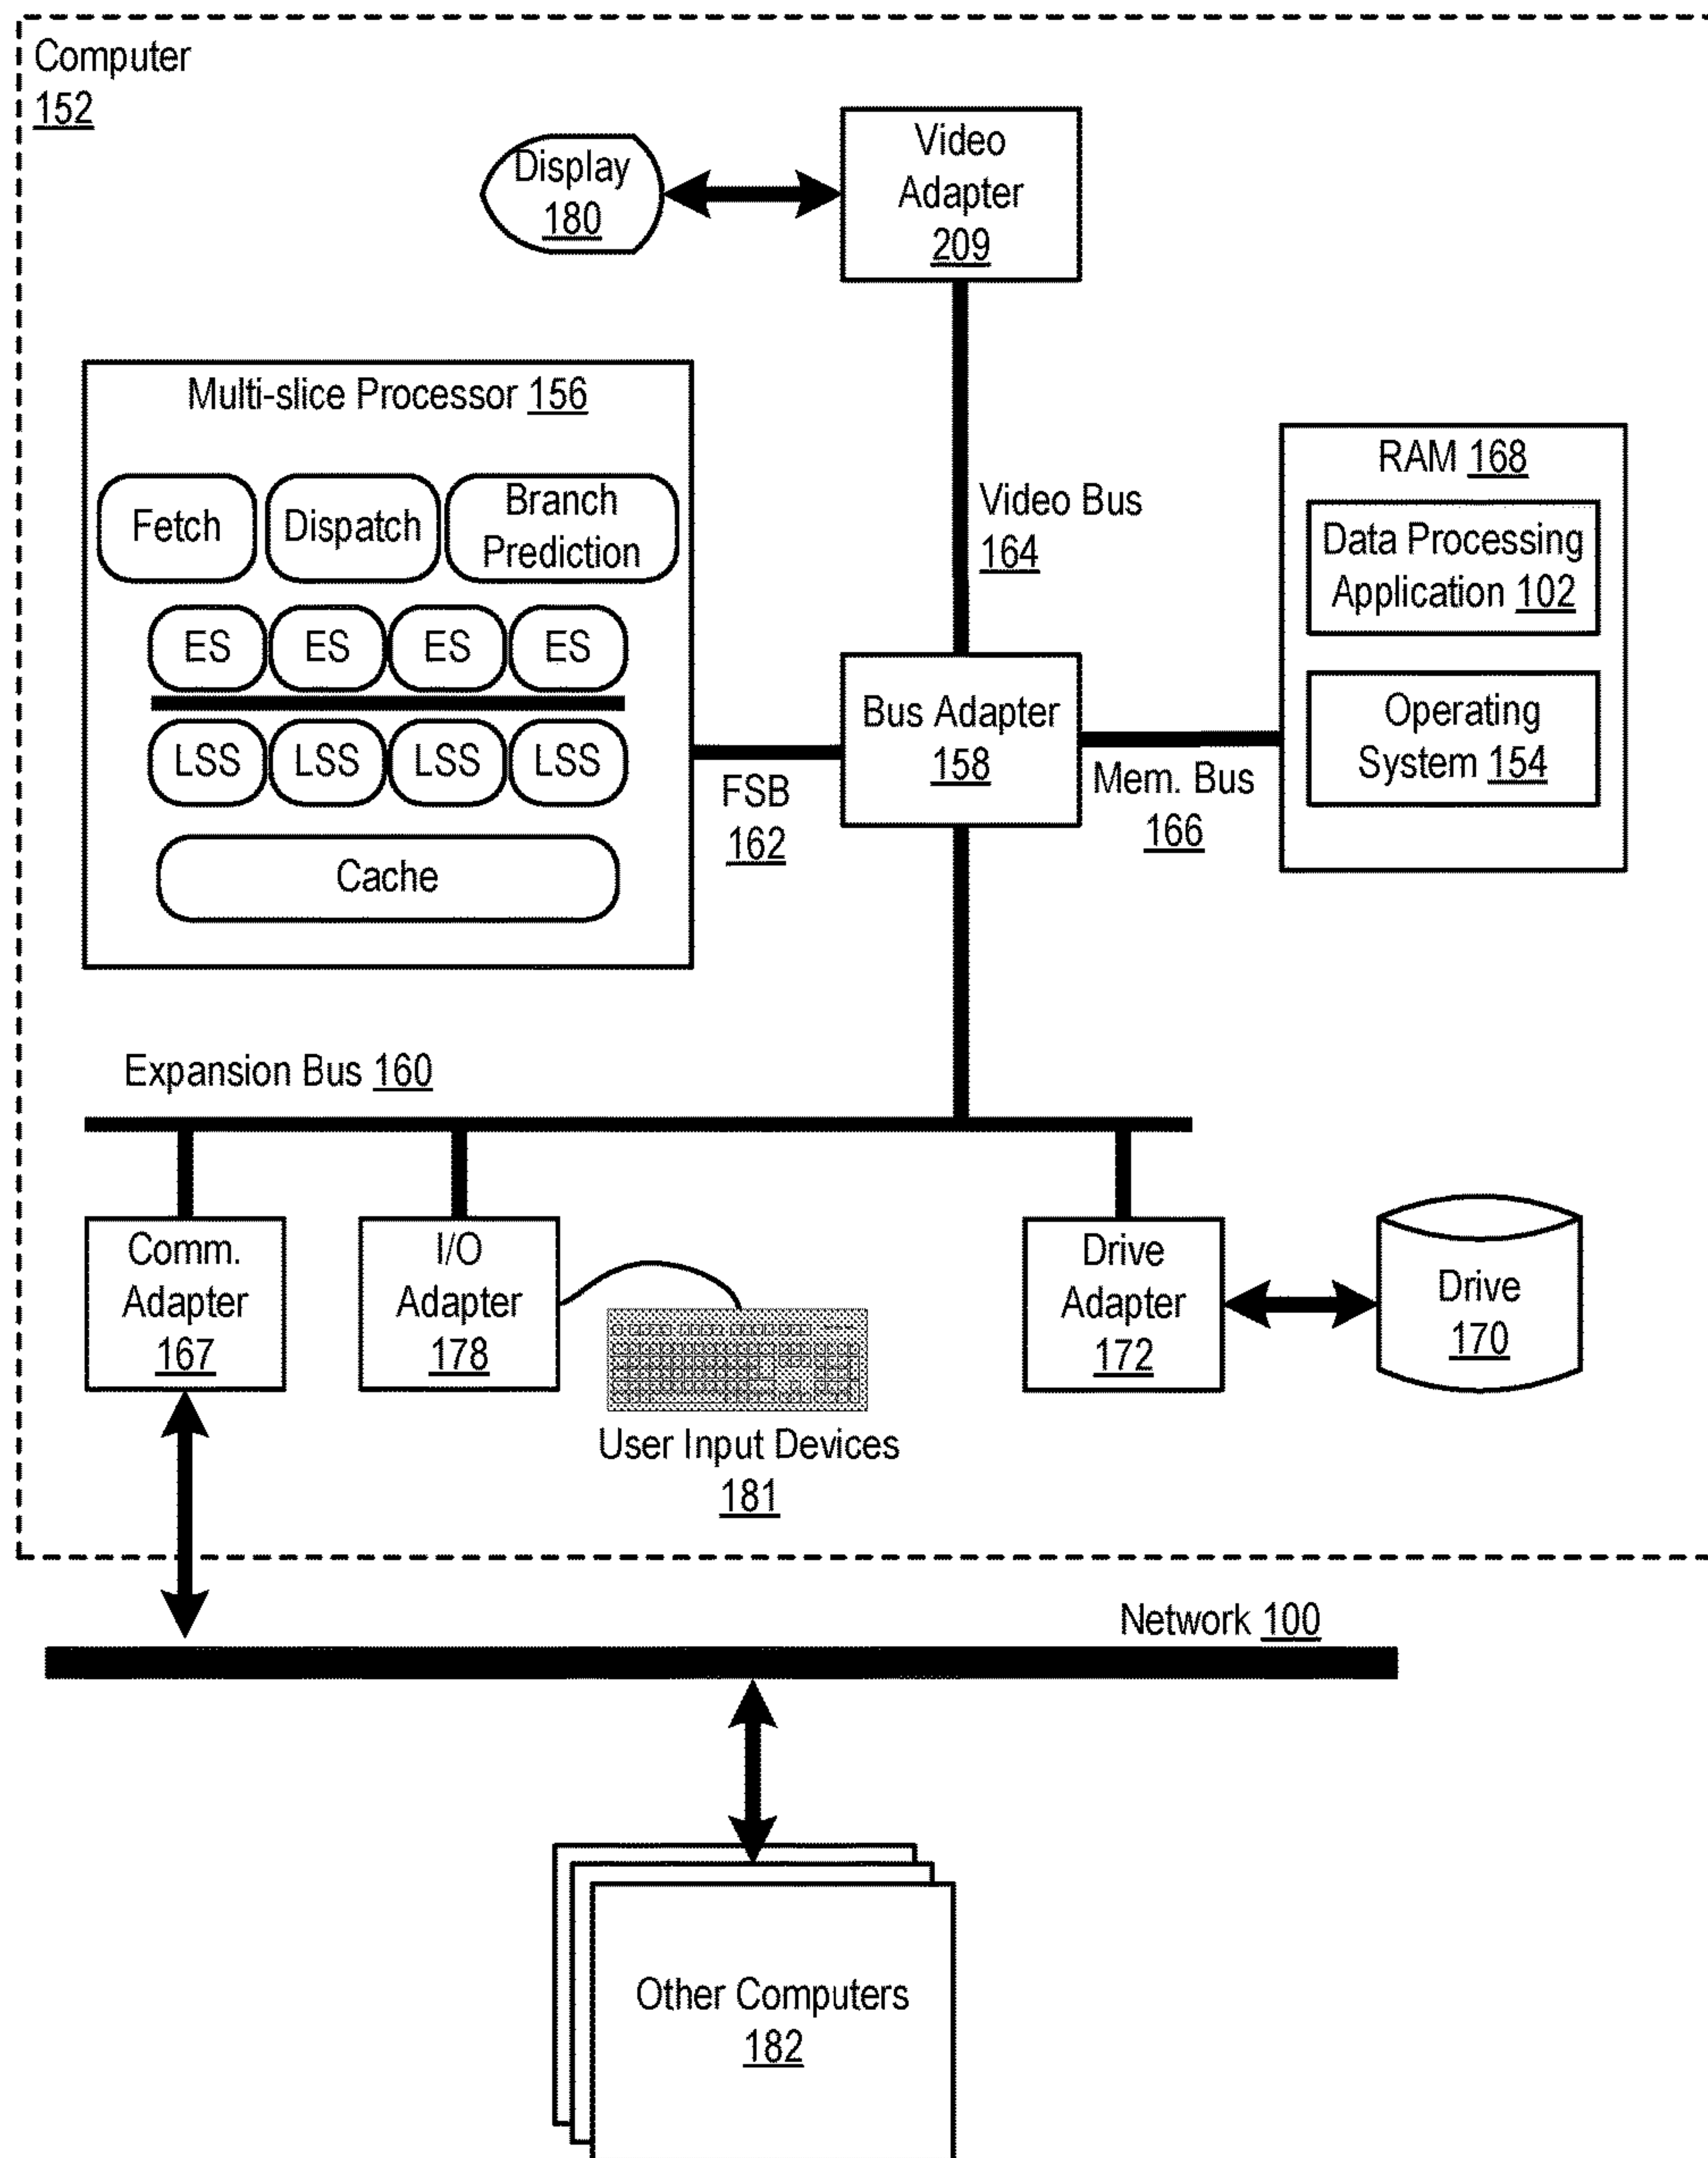 Computer
152
Display
180
Video
Adapter
209
Multi-slice Processor 156
Fetch
Dispatch
Branch
Prediction
ES
ES
ES
ES
LSS
LSS
LSS
LSS
Cache
Video Bus
164
RAM 168
Data Processing
Application 102
Operating
System 154
Bus Adapter
158
FSB
162
Mem. Bus
166
Expansion Bus 160
Comm.
Adapter
167
I/O
Adapter
178
User Input Devices
181
Drive
Adapter
172
Drive
170
Network 100
Other Computers
182